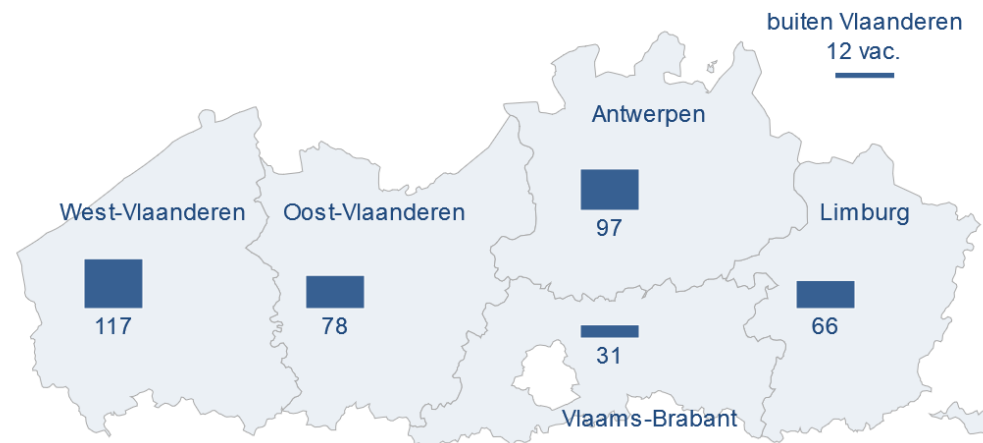 buiten Vlaanderen
12 vac.
Antwerpen
97
West-Vlaanderen
117
Oost-Vlaanderen
78
Limburg
66
31
Vlaams-Brabant